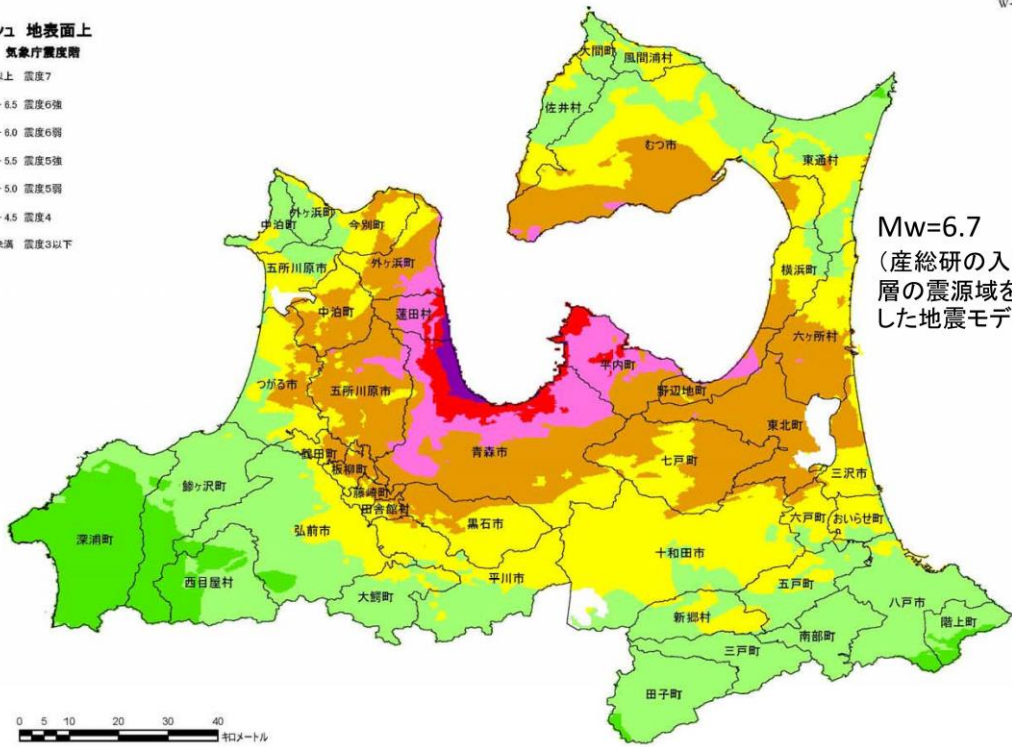 W-
ュ 地表面上
気象庁震度階
以上 震度7
- 6.5 震度6強
- 6.0 震度6弱
- 5.5 震度5強
- 5.0 震度5弱
- 4.5 震度4
未満 震度3以下
大間町
風間浦村
佐井村
むつ市
東通村
中泊町
外ヶ浜町
今別町
五所川原市
外ヶ浜町
横浜町
Mw=6.7
(産総研の入
層の震源域を
した地震モデ
中泊町
蓬田村
六ヶ所村
つがる市
五所川原市
平内町
野辺地町
東北町
青森市
七戸町
三沢市
鶴田町
板柳町
鯵ヶ沢町
藤崎町
田舎館村
六戸町
おいらせ町
黒石市
弘前市
深浦町
十和田市
平川市
五戸町
西目屋村
大鰐町
八戸市
新郷村
階上町
南部町
三戸町
田子町
0 5 10 20 30 40
キロメートル